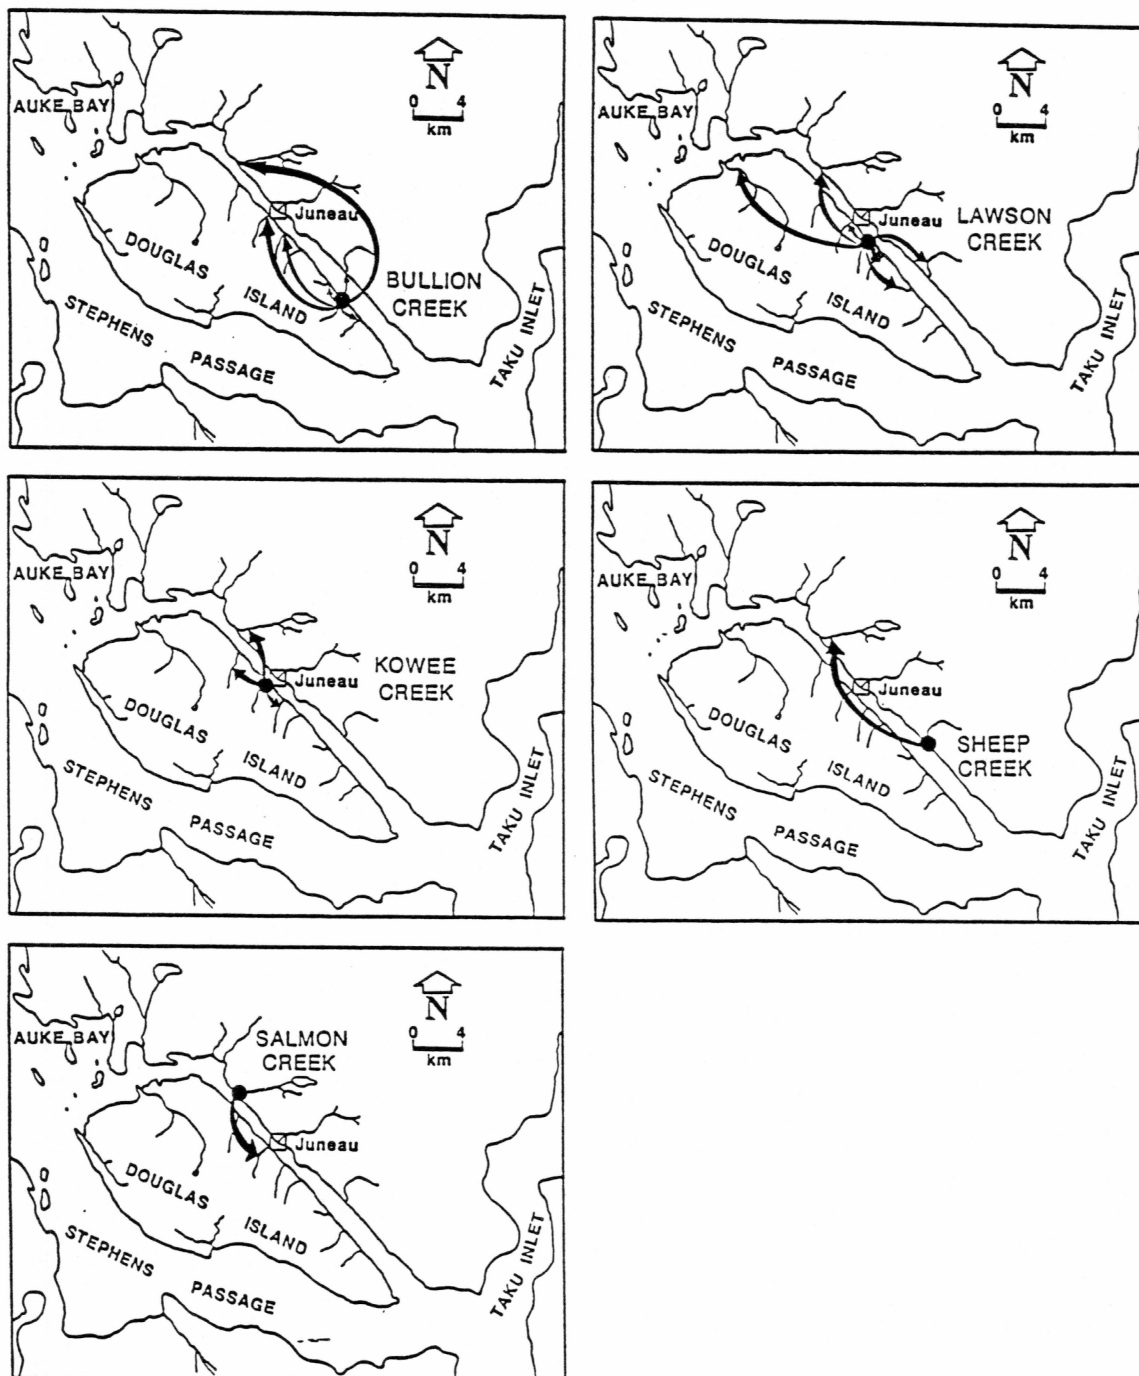 AUKE BAY
N
0 4
km
Juneau
DOUGLAS
ISLAND
BULLION
CREEK
STEPHENS
PASSAGE
TAKU INLET
AUKE BAY
N
0 4
km
Juneau
LAWSON
CREEK
DOUGLAS
ISLAND
STEPHENS
PASSAGE
TAKU INLET
AUKE BAY
N
0 4
km
KOWEE
CREEK
Juneau
DOUGLAS
ISLAND
STEPHENS
PASSAGE
TAKU INLET
AUKE BAY
N
0 4
km
Juneau
DOUGLAS
ISLAND
SHEEP
CREEK
STEPHENS
PASSAGE
TAKU INLET
AUKE BAY
SALMON
CREEK
N
0 4
km
Juneau
DOUGLAS
ISLAND
STEPHENS
PASSAGE
TAKU INLET